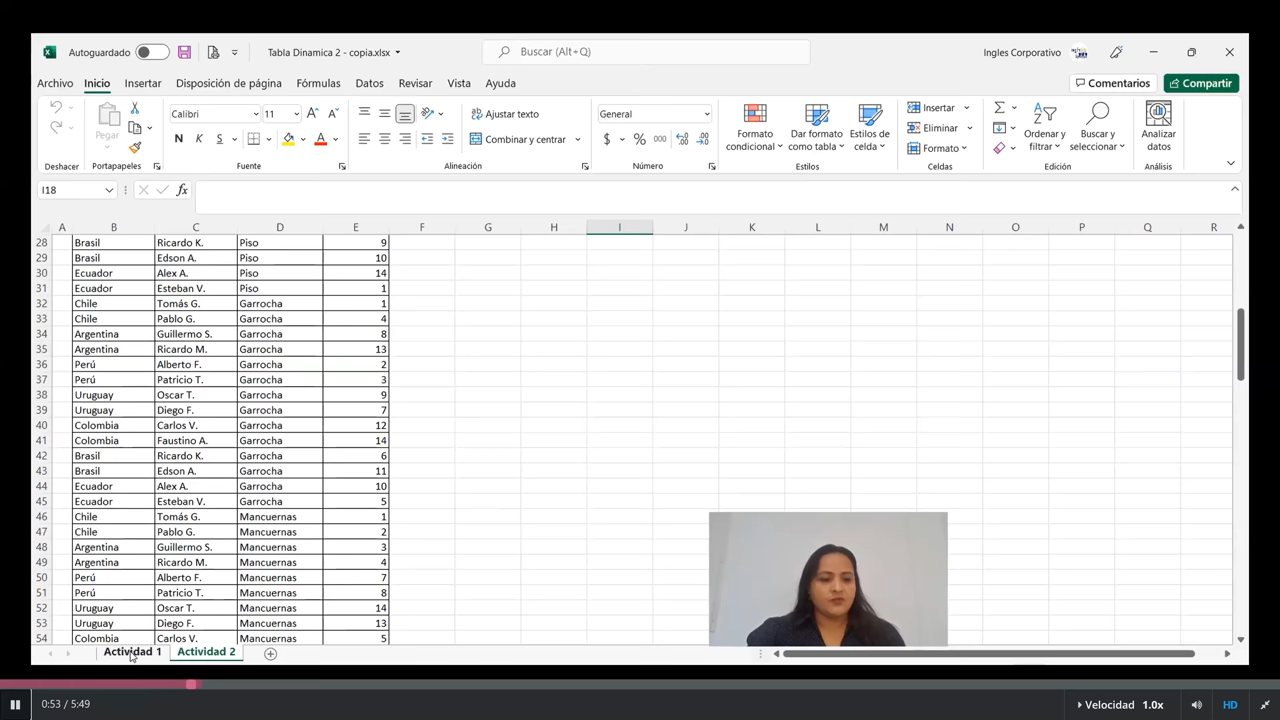 Autoguardado Tabla Dinamica 2 - copia.xlsx Buscar (Alt+Q) Ingles Corporativo
Archivo Inicio Insertar Disposición de página Fórmulas Datos Revisar Vista Ayuda Comentarios Compartir
Pegar Calibri 11 Ajustar texto General Formato condicional Dar formato como tabla Estilos de celda Insertar Ordenar y filtrar Buscar y seleccionar Analizar datos
N K S Combinar y centrar $ % 000 Eliminar
Formato
Deshacer Portapapeles Fuente Alineación Número Estilos Celdas Edición Análisis
I18 fx
A B C D E F G H I J K L M N O P Q R
28 Brasil Ricardo K. Piso 9
29 Brasil Edson A. Piso 10
30 Ecuador Alex A. Piso 14
31 Ecuador Esteban V. Piso 1
32 Chile Tomás G. Garrocha 1
33 Chile Pablo G. Garrocha 4
34 Argentina Guillermo S. Garrocha 8
35 Argentina Ricardo M. Garrocha 13
36 Perú Alberto F. Garrocha 2
37 Perú Patricio T. Garrocha 3
38 Uruguay Oscar T. Garrocha 9
39 Uruguay Diego F. Garrocha 7
40 Colombia Carlos V. Garrocha 12
41 Colombia Faustino A. Garrocha 14
42 Brasil Ricardo K. Garrocha 6
43 Brasil Edson A. Garrocha 11
44 Ecuador Alex A. Garrocha 10
45 Ecuador Esteban V. Garrocha 5
46 Chile Tomás G. Mancuernas 1
47 Chile Pablo G. Mancuernas 2
48 Argentina Guillermo S. Mancuernas 3
49 Argentina Ricardo M. Mancuernas 4
50 Perú Alberto F. Mancuernas 7
51 Perú Patricio T. Mancuernas 8
52 Uruguay Oscar T. Mancuernas 14
53 Uruguay Diego F. Mancuernas 13
54 Colombia Carlos V. Mancuernas 5
Actividad 1 Actividad 2
0:53 / 5:49 Velocidad 1.0x HD